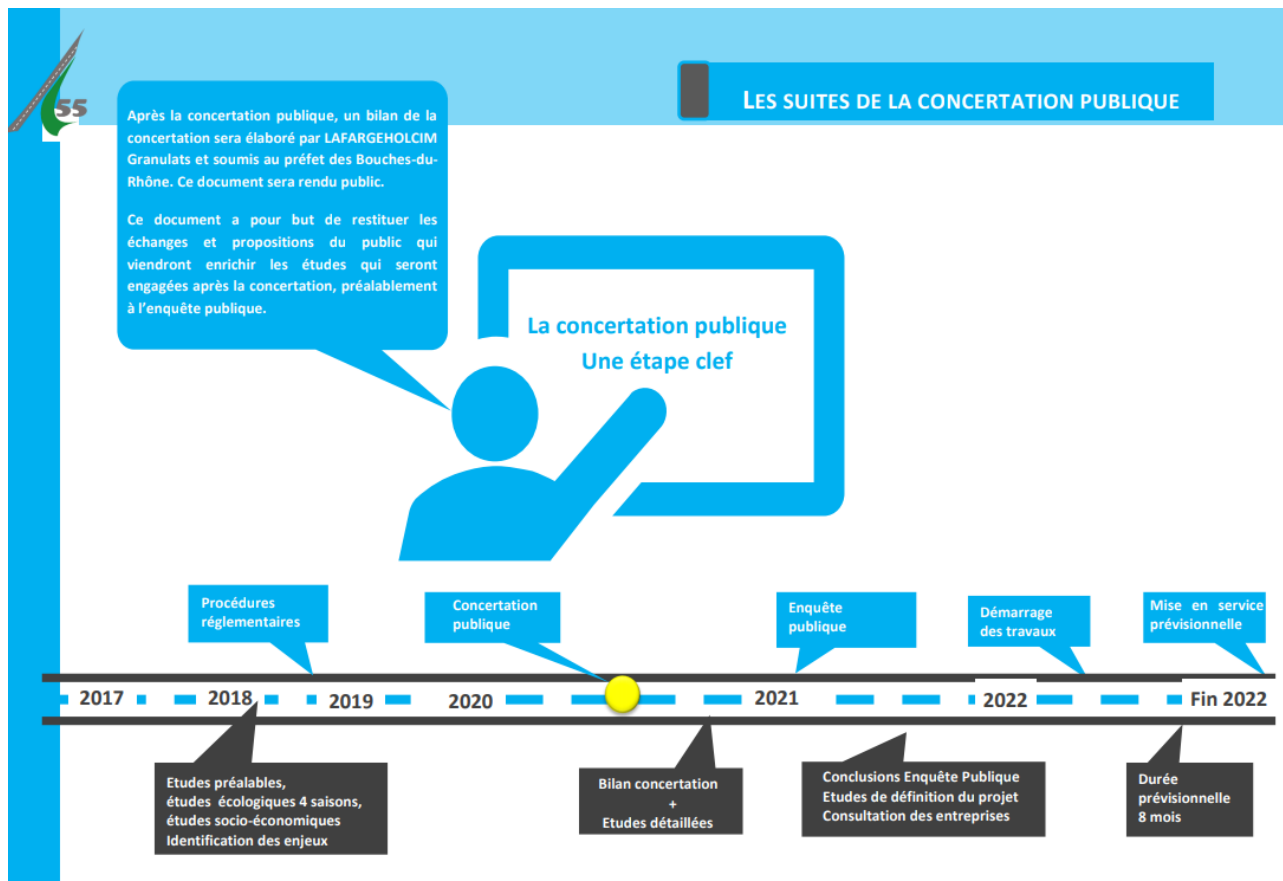 55
LES SUITES DE LA CONCERTATION PUBLIQUE
Après la concertation publique, un bilan de la
concertation sera élaboré par LAFARGEHOLCIM
Granulats et soumis au préfet des Bouches-du-
Rhône. Ce document sera rendu public.
Ce document a pour but de restituer les
échanges et propositions du public qui
viendront enrichir les études qui seront
engagées après la concertation, préalablement
à l’enquête publique.
La concertation publique
Une étape clef
Procédures
réglementaires
Concertation
publique
Enquête
publique
Démarrage
des travaux
Mise en service
prévisionnelle
2017
2018
2019
2020
2021
2022
Fin 2022
Etudes préalables,
études écologiques 4 saisons,
études socio-économiques
Identification des enjeux
Bilan concertation
+
Etudes détaillées
Conclusions Enquête Publique
Etudes de définition du projet
Consultation des entreprises
Durée
prévisionnelle
8 mois